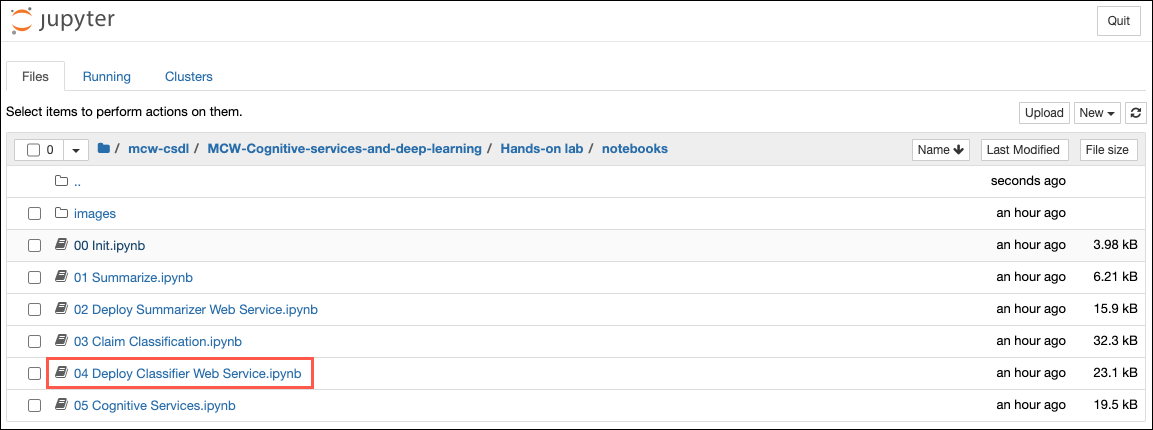 jupyter Quit
Files Running Clusters
Select items to perform actions on them. Upload New
0 / mcw-csdl / MCW-Cognitive-services-and-deep-learning / Hands-on lab / notebooks Name Last Modified File size
.. seconds ago
images an hour ago
00 Init.ipynb an hour ago 3.98 kB
01 Summarize.ipynb an hour ago 6.21 kB
02 Deploy Summarizer Web Service.ipynb an hour ago 15.9 kB
03 Claim Classification.ipynb an hour ago 32.3 kB
04 Deploy Classifier Web Service.ipynb an hour ago 23.1 kB
05 Cognitive Services.ipynb an hour ago 19.5 kB